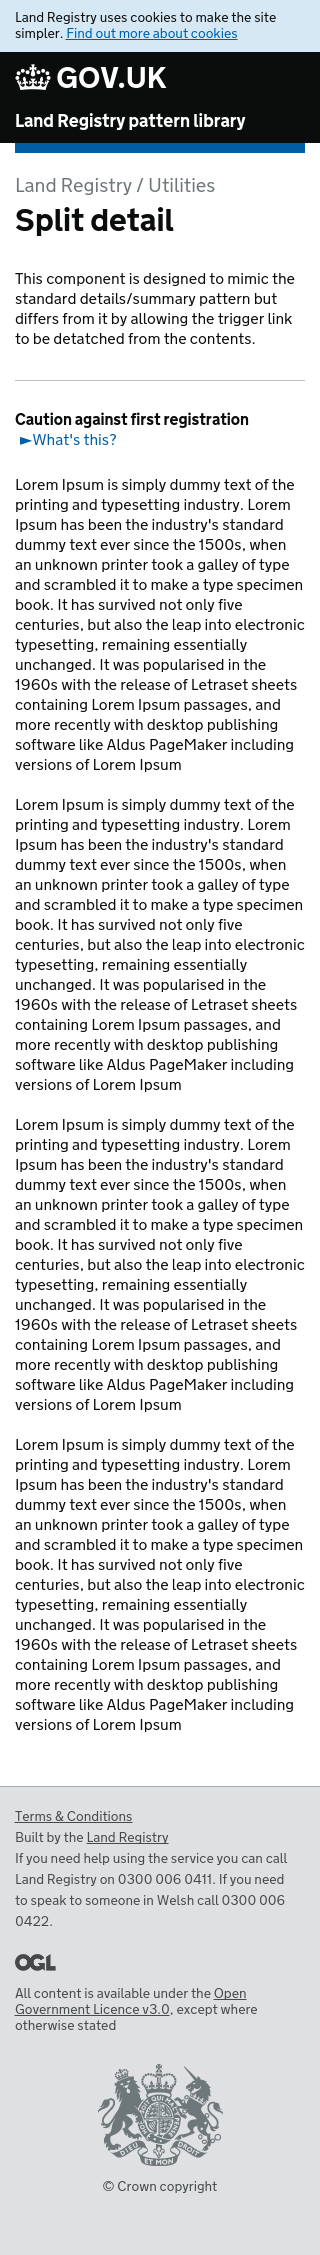 Land Registry uses cookies to make the site
simpler. Find out more about cookies
GOV.UK
Land Registry pattern library
Land Registry / Utilities
Split detail
This component is designed to mimic the
standard details/summary pattern but
differs from it by allowing the trigger link
to be detatched from the contents.
Caution against first registration
►What's this?
Lorem Ipsum is simply dummy text of the
printing and typesetting industry. Lorem
Ipsum has been the industry's standard
dummy text ever since the 1500s, when
an unknown printer took a galley of type
and scrambled it to make a type specimen
book. It has survived not only five
centuries, but also the leap into electronic
typesetting, remaining essentially
unchanged. It was popularised in the
1960s with the release of Letraset sheets
containing Lorem Ipsum passages, and
more recently with desktop publishing
software like Aldus PageMaker including
versions of Lorem Ipsum
Lorem Ipsum is simply dummy text of the
printing and typesetting industry. Lorem
Ipsum has been the industry's standard
dummy text ever since the 1500s, when
an unknown printer took a galley of type
and scrambled it to make a type specimen
book. It has survived not only five
centuries, but also the leap into electronic
typesetting, remaining essentially
unchanged. It was popularised in the
1960s with the release of Letraset sheets
containing Lorem Ipsum passages, and
more recently with desktop publishing
software like Aldus PageMaker including
versions of Lorem Ipsum
Lorem Ipsum is simply dummy text of the
printing and typesetting industry. Lorem
Ipsum has been the industry's standard
dummy text ever since the 1500s, when
an unknown printer took a galley of type
and scrambled it to make a type specimen
book. It has survived not only five
centuries, but also the leap into electronic
typesetting, remaining essentially
unchanged. It was popularised in the
1960s with the release of Letraset sheets
containing Lorem Ipsum passages, and
more recently with desktop publishing
software like Aldus PageMaker including
versions of Lorem Ipsum
Lorem Ipsum is simply dummy text of the
printing and typesetting industry. Lorem
Ipsum has been the industry's standard
dummy text ever since the 1500s, when
an unknown printer took a galley of type
and scrambled it to make a type specimen
book. It has survived not only five
centuries, but also the leap into electronic
typesetting, remaining essentially
unchanged. It was popularised in the
1960s with the release of Letraset sheets
containing Lorem Ipsum passages, and
more recently with desktop publishing
software like Aldus PageMaker including
versions of Lorem Ipsum
Terms & Conditions
Built by the Land Registry
If you need help using the service you can call
Land Registry on 0300 006 0411. If you need
to speak to someone in Welsh call 0300 006
0422.
OGL
All content is available under the Open
Government Licence v3.0, except where
otherwise stated
DIEU ET MON DROIT
© Crown copyright